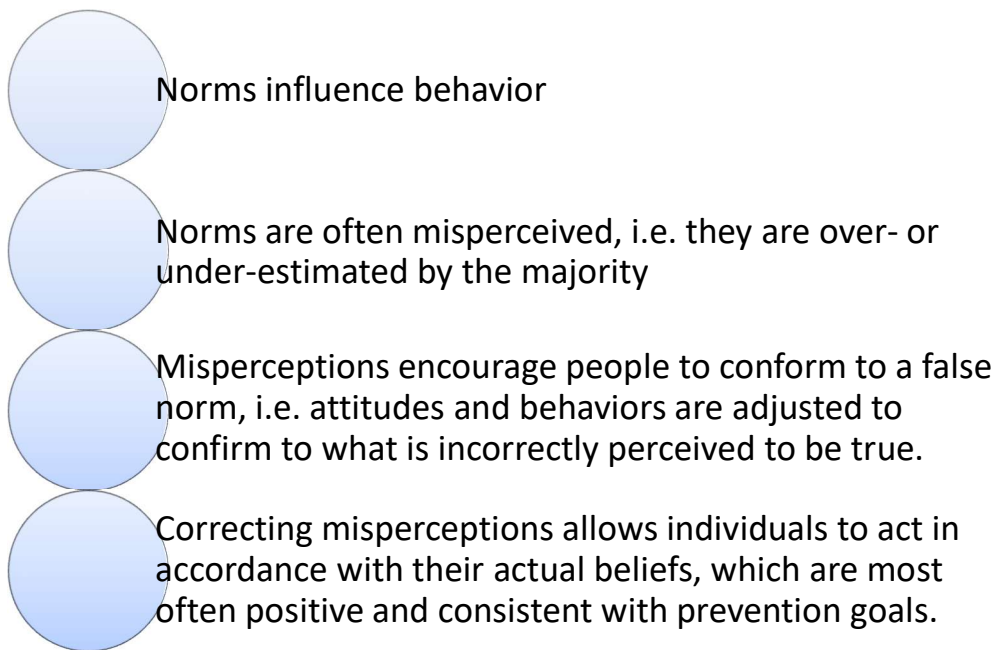 Norms influence behavior
Norms are often misperceived, i.e. they are over- or
under-estimated by the majority
Misperceptions encourage people to conform to a false
norm, i.e. attitudes and behaviors are adjusted to
confirm to what is incorrectly perceived to be true.
Correcting misperceptions allows individuals to act in
accordance with their actual beliefs, which are most
often positive and consistent with prevention goals.